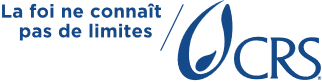 La foi ne connaît
pas de limites
CRS